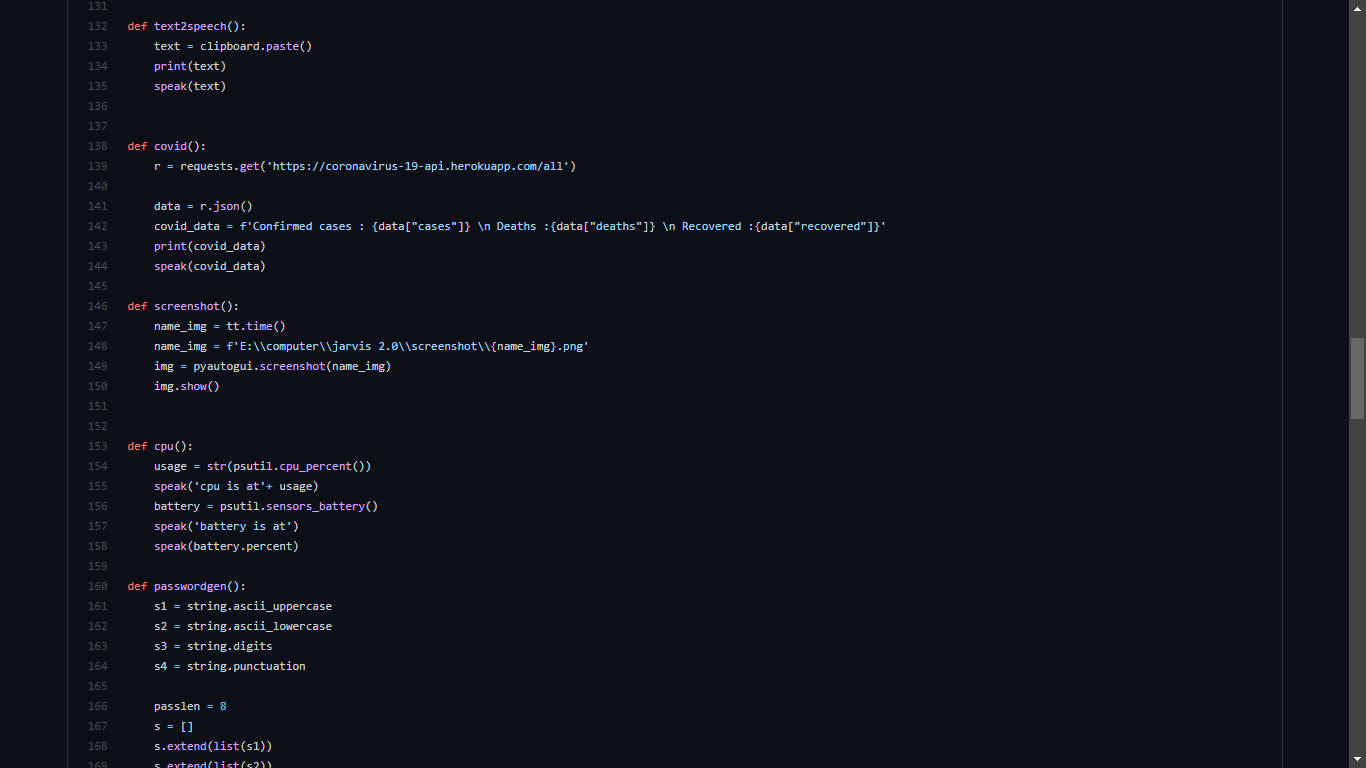 131
132 def text2speech():
133     text = clipboard.paste()
134     print(text)
135     speak(text)
136
137
138 def covid():
139     r = requests.get('https://coronavirus-19-api.herokuapp.com/all')
140
141     data = r.json()
142     covid_data = f'Confirmed cases : {data["cases"]} \n Deaths :{data["deaths"]} \n Recovered :{data["recovered"]}'
143     print(covid_data)
144     speak(covid_data)
145
146 def screenshot():
147     name_img = tt.time()
148     name_img = f'E:\\computer\\jarvis 2.0\\screenshot\\{name_img}.png'
149     img = pyautogui.screenshot(name_img)
150     img.show()
151
152
153 def cpu():
154     usage = str(psutil.cpu_percent())
155     speak('cpu is at'+ usage)
156     battery = psutil.sensors_battery()
157     speak('battery is at')
158     speak(battery.percent)
159
160 def passwordgen():
161     s1 = string.ascii_uppercase
162     s2 = string.ascii_lowercase
163     s3 = string.digits
164     s4 = string.punctuation
165
166     passlen = 8
167     s = []
168     s.extend(list(s1))
169     s.extend(list(s2))